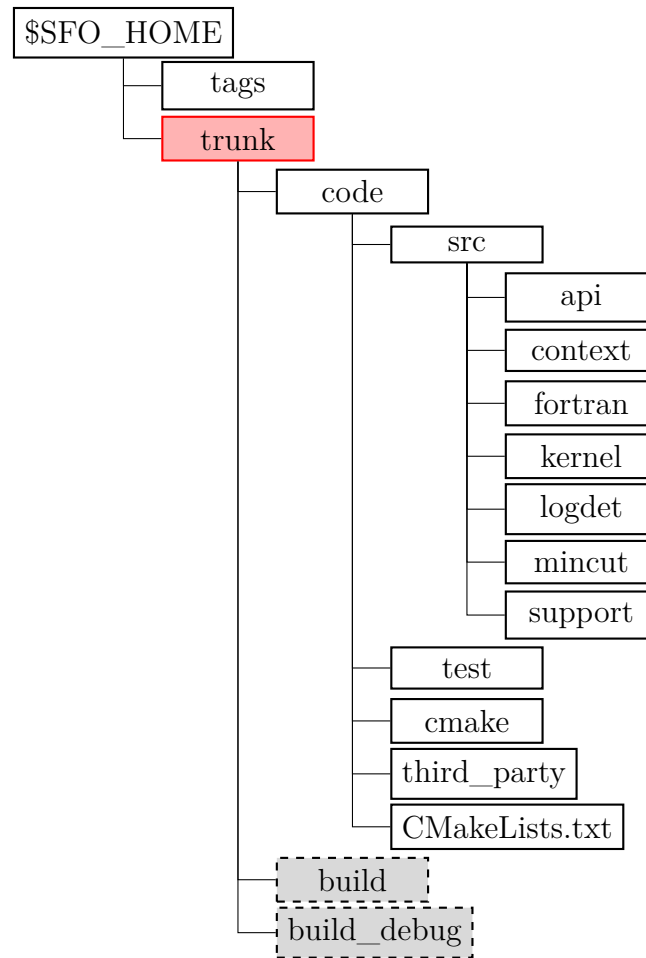 $SFO_HOME
tags
trunk
code
src
api
context
fortran
kernel
logdet
mincut
support
test
cmake
third_party
CMakeLists.txt
build
build_debug